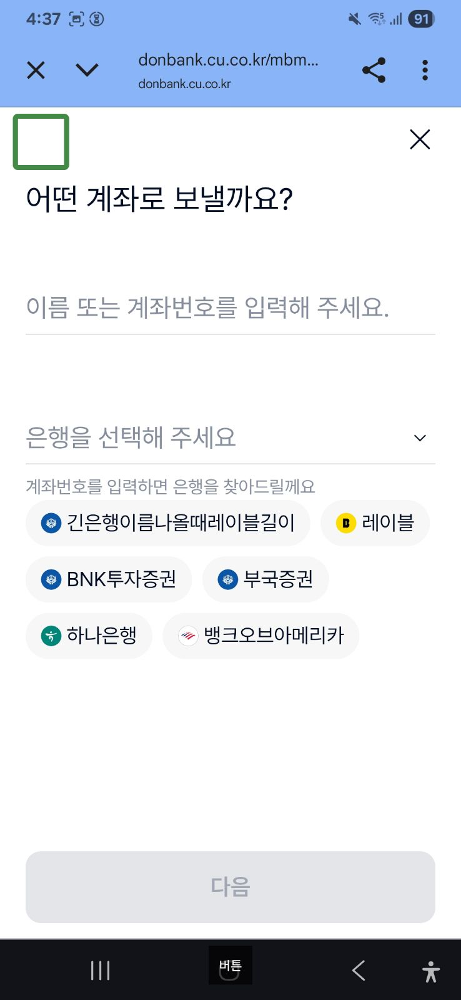 4:37 91
donbank.cu.co.kr/mbm...
donbank.cu.co.kr
어떤 계좌로 보낼까요?
이름 또는 계좌번호를 입력해 주세요.
은행을 선택해 주세요
계좌번호를 입력하면 은행을 찾아드릴께요
긴은행이름나올때레이블길이 B 레이블
BNK투자증권 부국증권
하나은행 뱅크오브아메리카
다음
버튼